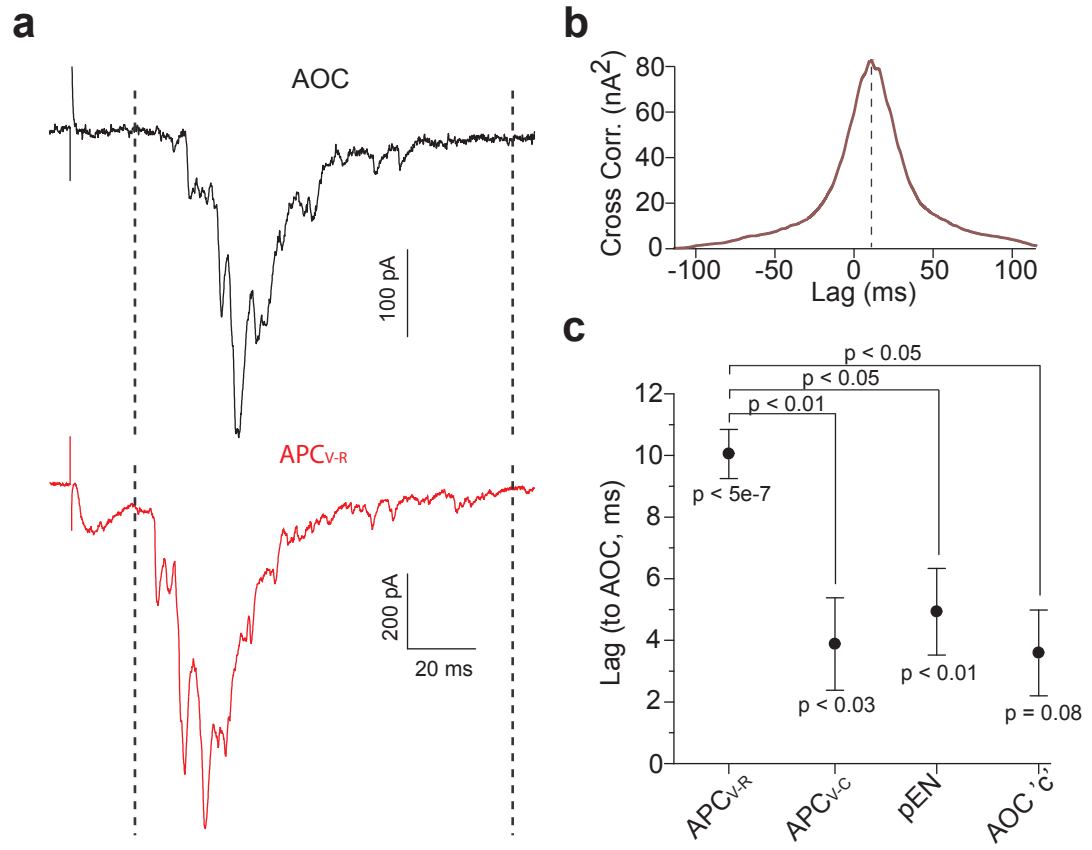 a
AOC
100 pA
APCV-R
200 pA
20 ms
b
Cross Corr. (nA2)
80
60
40
20
0
-100 -50 0 50 100
Lag (ms)
c
p < 0.05
p < 0.05
p < 0.01
Lag (to AOC, ms)
12
10
8
6
4
2
0
p < 5e-7
p < 0.03
p < 0.01
p = 0.08
APCV-R
APCV-C
pEN
AOC 'c'